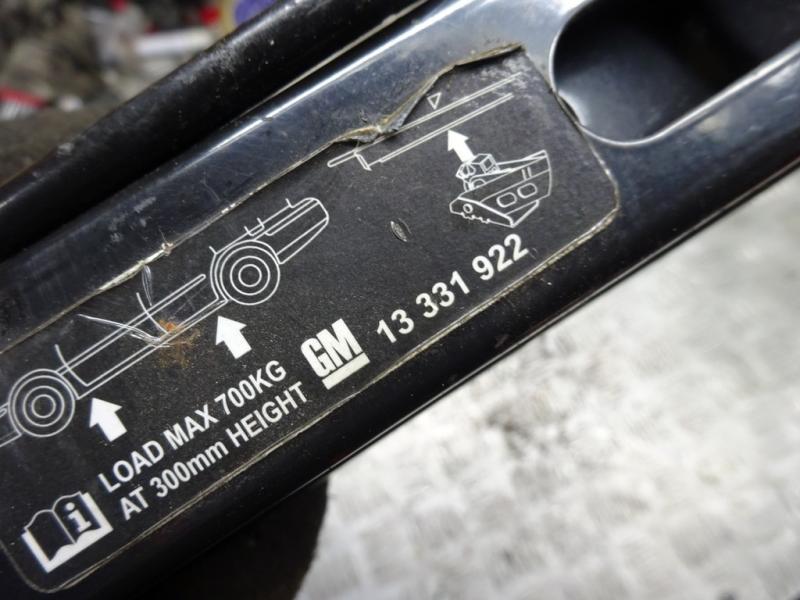 LOAD MAX 700KG
AT 300mm HEIGHT
GM
13 331 922
i